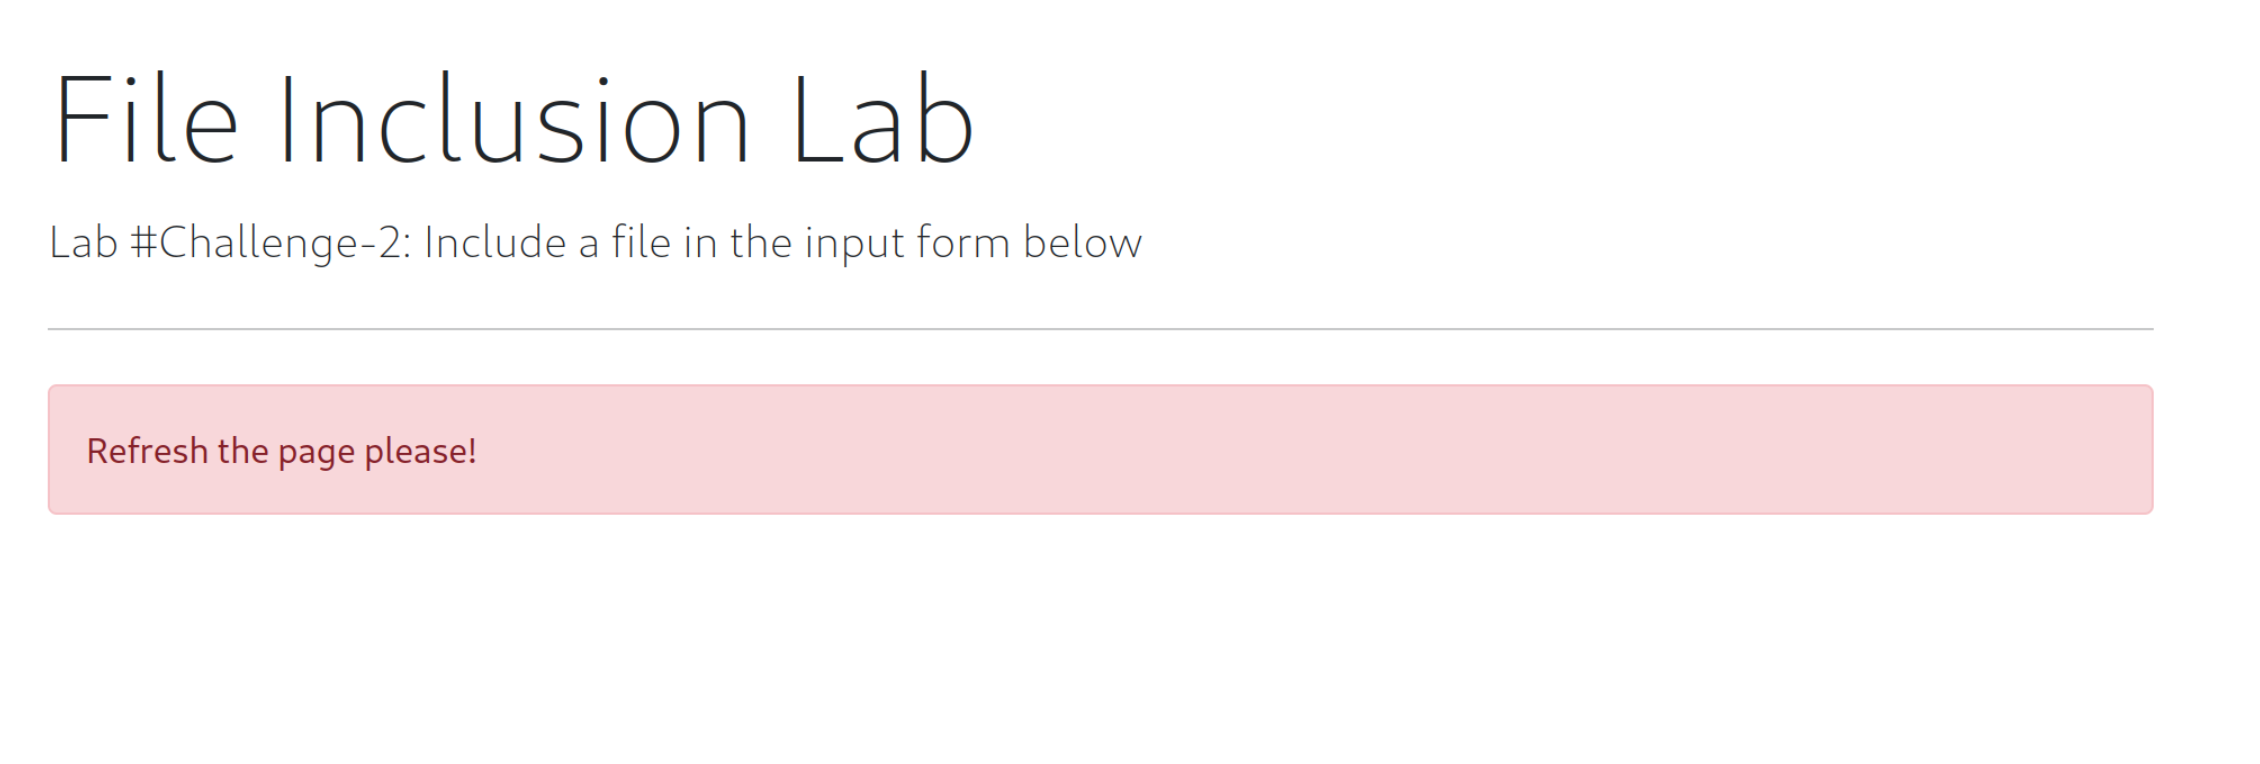 File Inclusion Lab
Lab #Challenge-2: Include a file in the input form below
Refresh the page please!